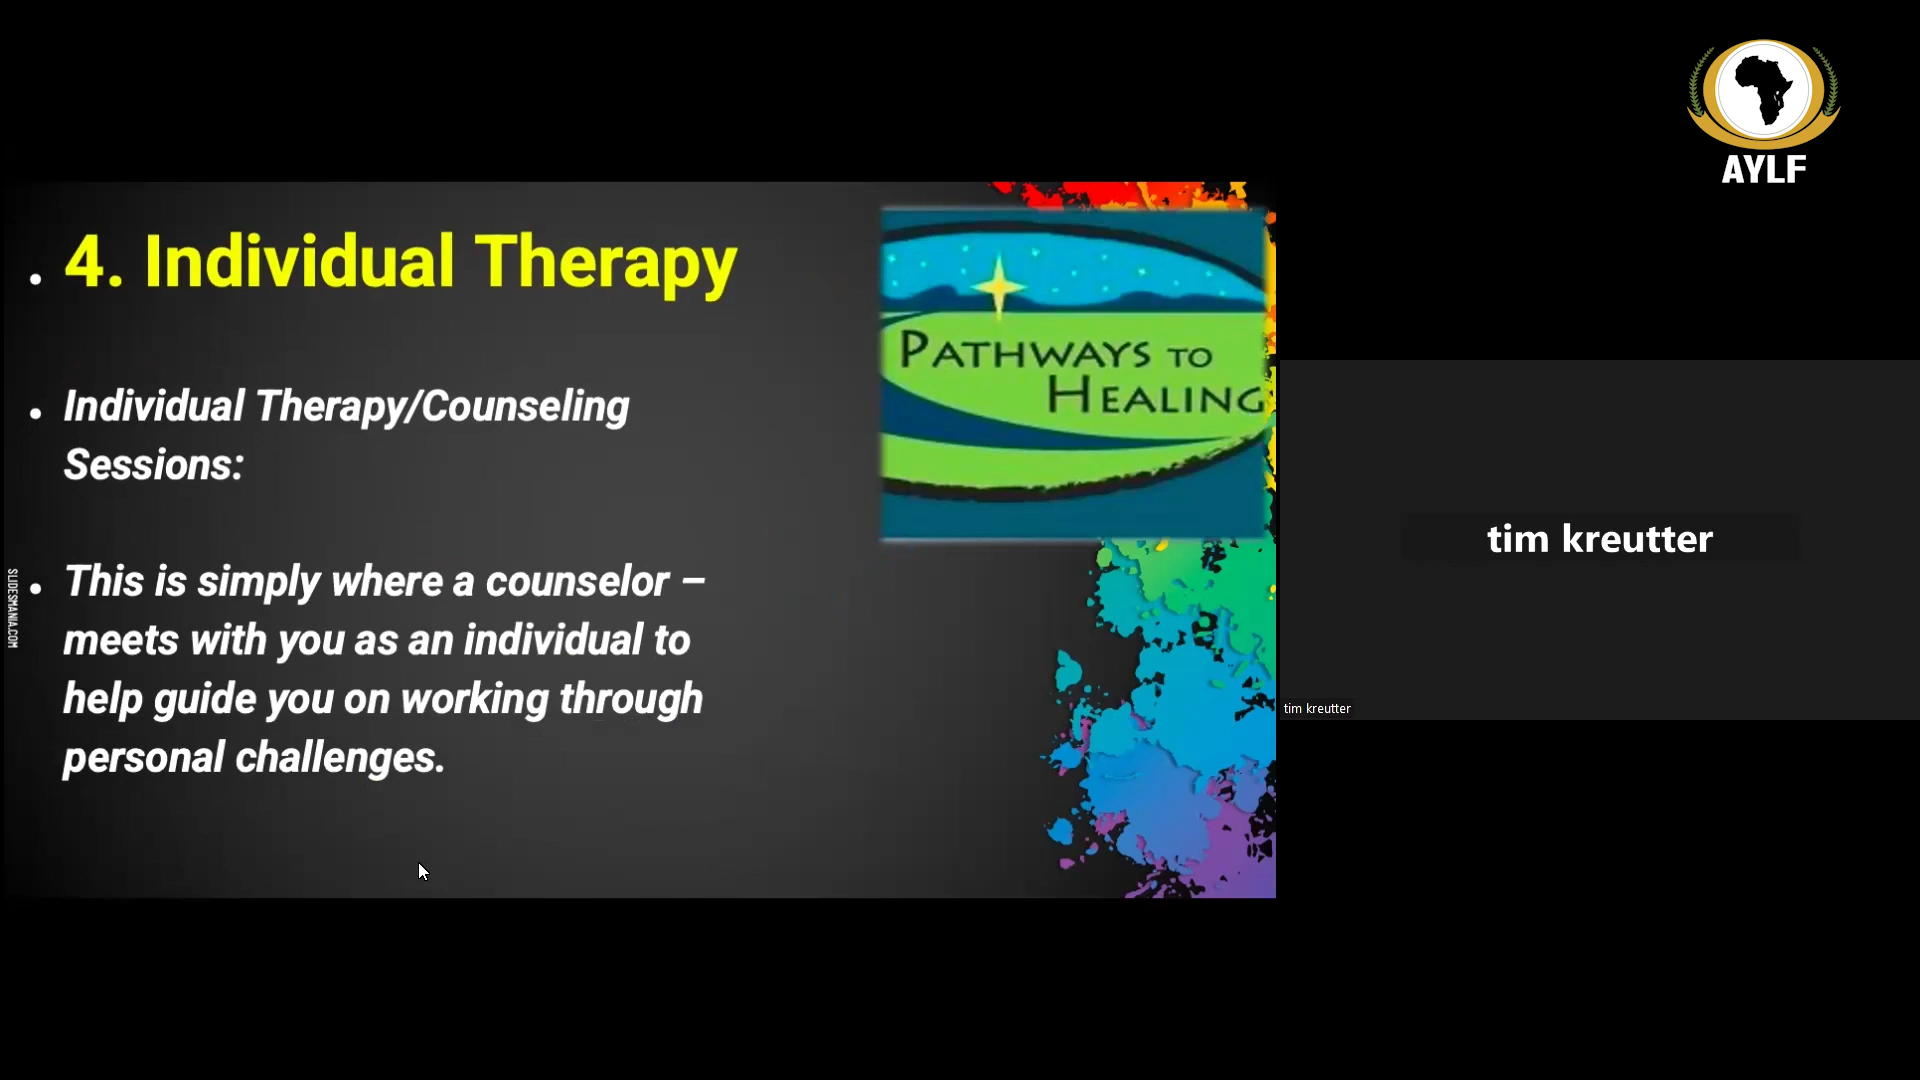 AYLF
• 4. Individual Therapy
• Individual Therapy/Counseling
Sessions:
• This is simply where a counselor –
meets with you as an individual to
help guide you on working through
personal challenges.
PATHWAYS TO
HEALING
SLIDESMANIA.COM
tim kreutter
tim kreutter